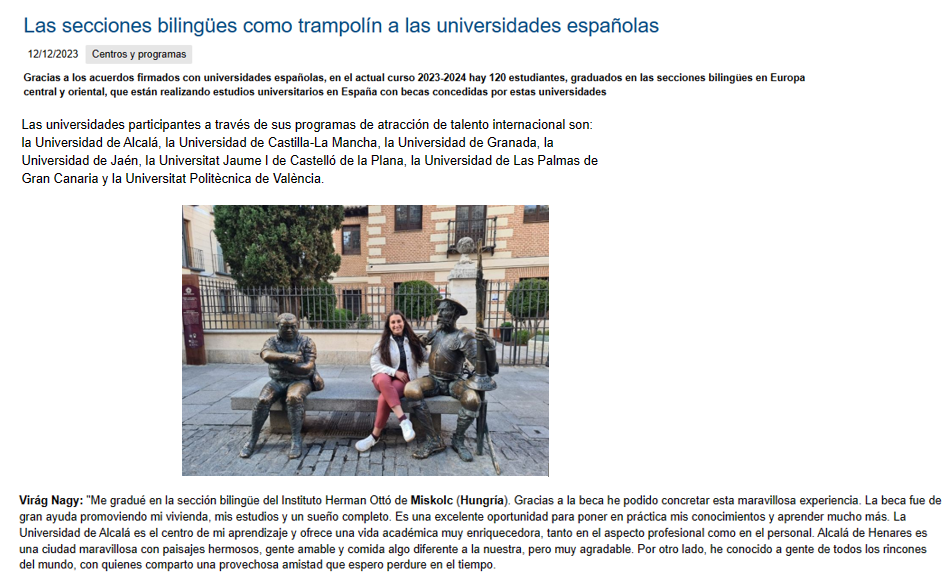 Las secciones bilingües como trampolín a las universidades españolas
12/12/2023 Centros y programas
Gracias a los acuerdos firmados con universidades españolas, en el actual curso 2023-2024 hay 120 estudiantes, graduados en las secciones bilingües en Europa
central y oriental, que están realizando estudios universitarios en España con becas concedidas por estas universidades
Las universidades participantes a través de sus programas de atracción de talento internacional son:
la Universidad de Alcalá, la Universidad de Castilla-La Mancha, la Universidad de Granada, la
Universidad de Jaén, la Universitat Jaume I de Castelló de la Plana, la Universidad de Las Palmas de
Gran Canaria y la Universitat Politècnica de València.
Virág Nagy: "Me gradué en la sección bilingüe del Instituto Herman Ottó de Miskolc (Hungría). Gracias a la beca he podido concretar esta maravillosa experiencia. La beca fue de
gran ayuda promoviendo mi vivienda, mis estudios y un sueño completo. Es una excelente oportunidad para poner en práctica mis conocimientos y aprender mucho más. La
Universidad de Alcalá es el centro de mi aprendizaje y ofrece una vida académica muy enriquecedora, tanto en el aspecto profesional como en el personal. Alcalá de Henares es
una ciudad maravillosa con paisajes hermosos, gente amable y comida algo diferente a la nuestra, pero muy agradable. Por otro lado, he conocido a gente de todos los rincones
del mundo, con quienes comparto una provechosa amistad que espero perdure en el tiempo.